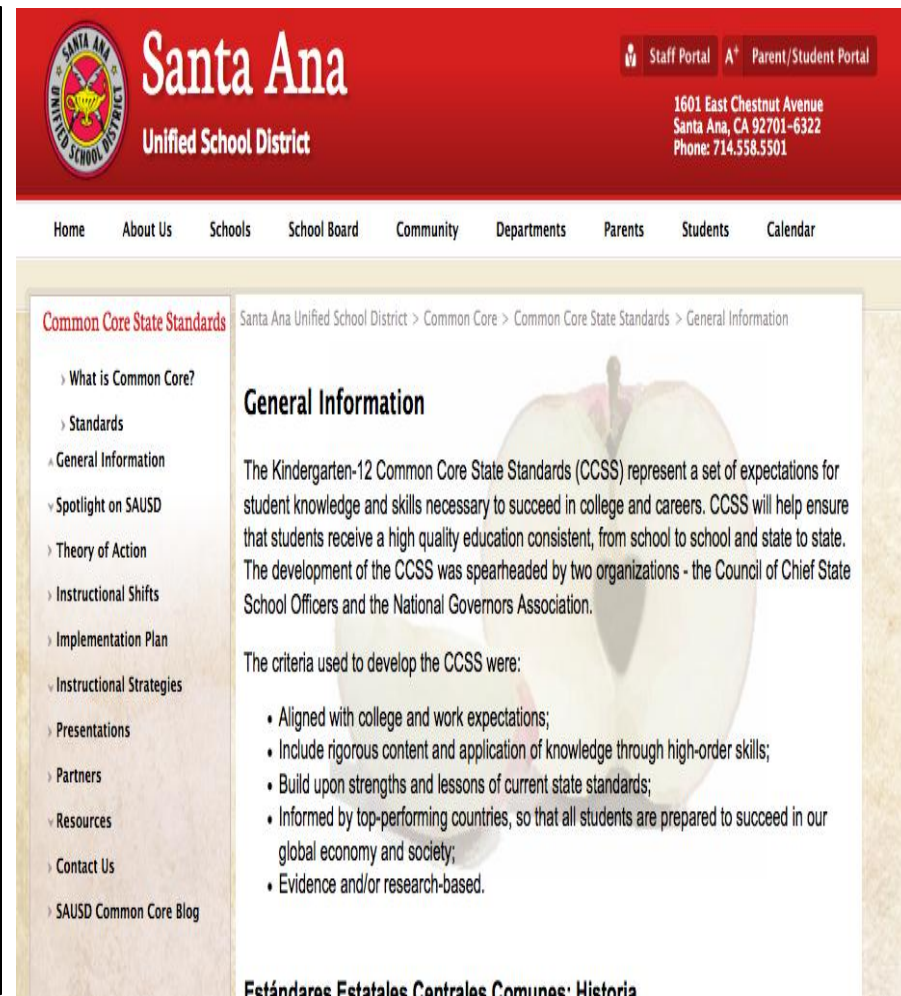 SANTA ANA
UNIFIED SCHOOL DISTRICT
Santa Ana
Unified School District
Staff Portal
A+ Parent/Student Portal
1601 East Chestnut Avenue
Santa Ana, CA 92701-6322
Phone: 714.558.5501
Home About Us Schools School Board Community Departments Parents Students Calendar
Common Core State Standards
› What is Common Core?
› Standards
General Information
Spotlight on SAUSD
› Theory of Action
› Instructional Shifts
› Implementation Plan
Instructional Strategies
› Presentations
› Partners
Resources
› Contact Us
› SAUSD Common Core Blog
Santa Ana Unified School District > Common Core > Common Core State Standards > General Information
General Information
The Kindergarten-12 Common Core State Standards (CCSS) represent a set of expectations for
student knowledge and skills necessary to succeed in college and careers. CCSS will help ensure
that students receive a high quality education consistent, from school to school and state to state.
The development of the CCSS was spearheaded by two organizations - the Council of Chief State
School Officers and the National Governors Association.
The criteria used to develop the CCSS were:
• Aligned with college and work expectations;
• Include rigorous content and application of knowledge through high-order skills;
• Build upon strengths and lessons of current state standards;
• Informed by top-performing countries, so that all students are prepared to succeed in our
global economy and society;
• Evidence and/or research-based.
Estándares Estatales Centrales Comunes: Historia